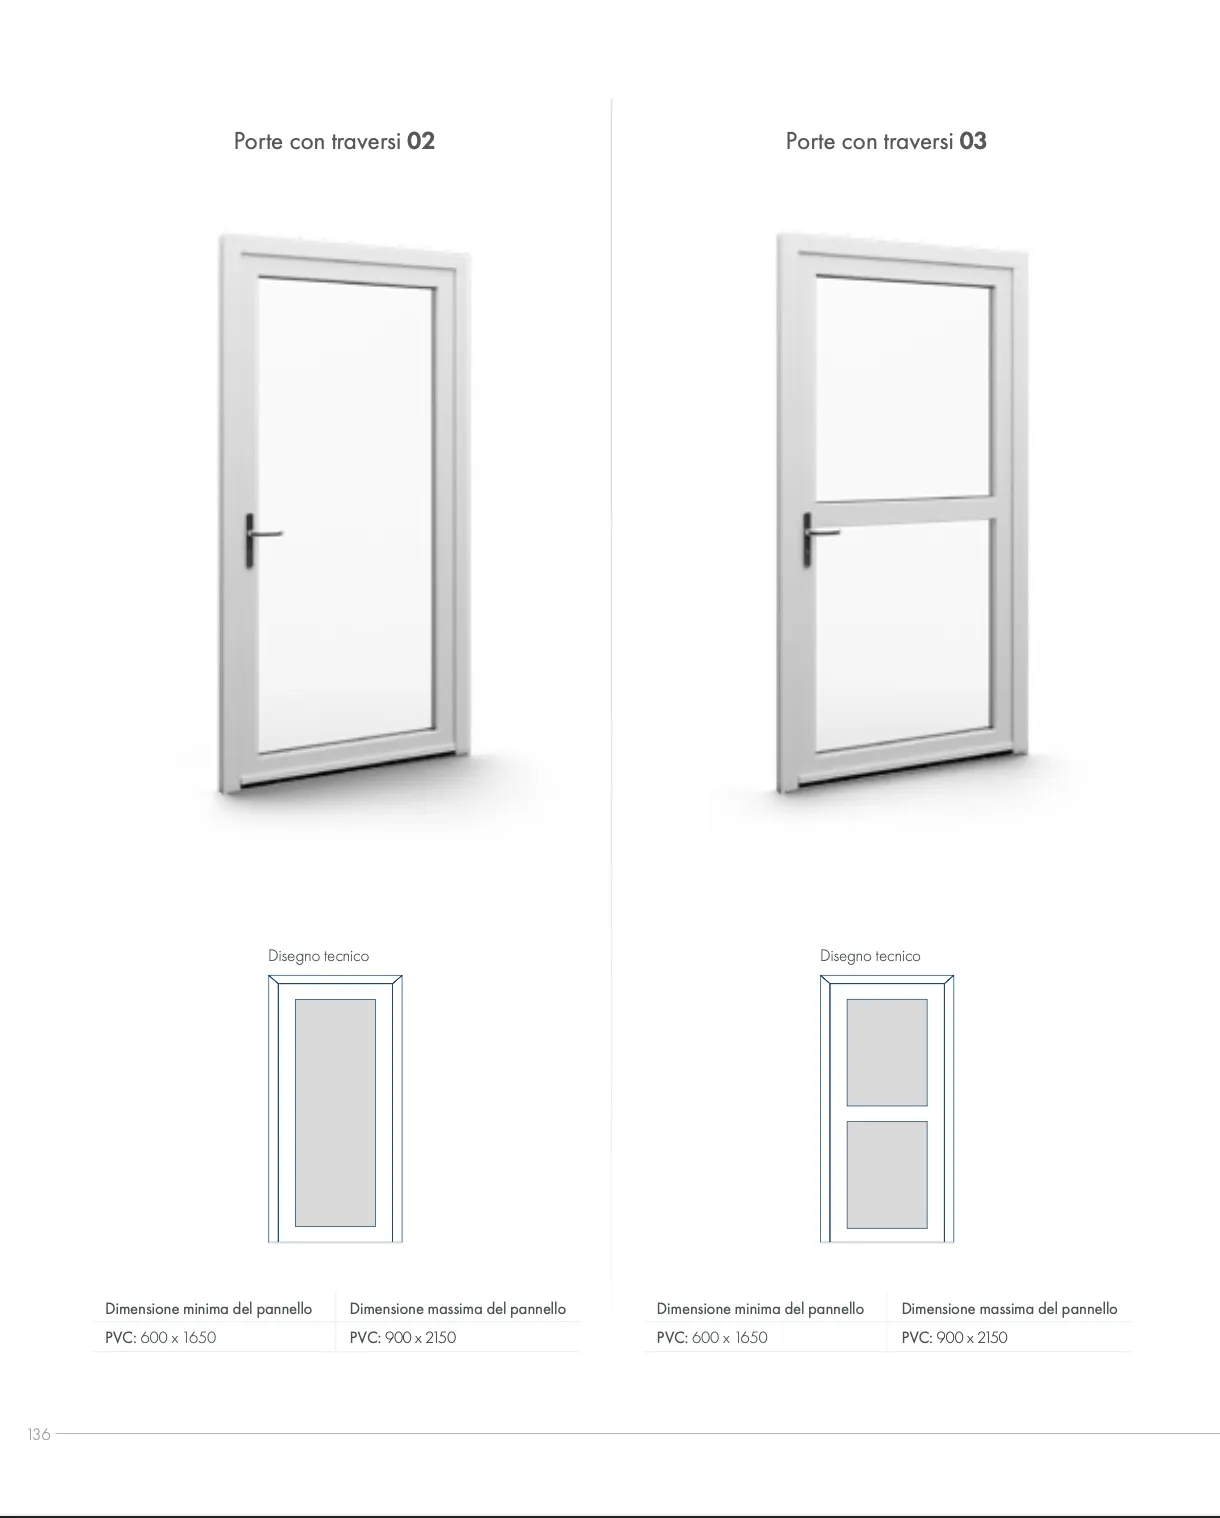 Porte con traversi 02
Disegno tecnico
Dimensione minima del pannello
Dimensione massima del pannello
PVC: 600 x 1650
PVC: 900 x 2150
Porte con traversi 03
Disegno tecnico
Dimensione minima del pannello
Dimensione massima del pannello
PVC: 600 x 1650
PVC: 900 x 2150
136